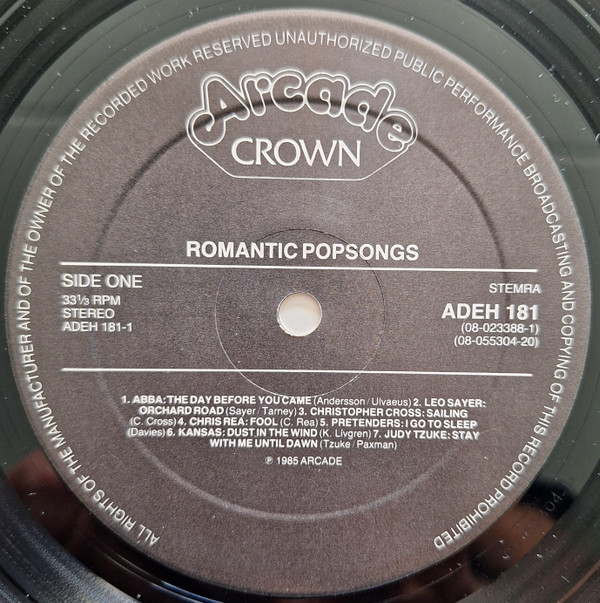 ALL RIGHTS OF THE MANUFACTURER AND OF THE OWNER OF THE RECORDED WORK RESERVED UNAUTHORIZED PUBLIC PERFORMANCE BROADCASTING AND COPYING OF THIS RECORD PROHIBITED
Arcade
CROWN
ROMANTIC POPSONGS
SIDE ONE
33⅓ RPM
STEREO
ADEH 181-1
STEMRA
ADEH 181
(08-023388-1)
(08-055304-20)
1. ABBA: THE DAY BEFORE YOU CAME (Andersson / Ulvaeus) 2. LEO SAYER:
ORCHARD ROAD (Sayer / Tarney) 3. CHRISTOPHER CROSS: SAILING
(C. Cross) 4. CHRIS REA: FOOL (C. Rea) 5. PRETENDERS: I GO TO SLEEP
(Davies) 6. KANSAS: DUST IN THE WIND (K. Livgren) 7. JUDY TZUKE: STAY
WITH ME UNTIL DAWN (Tzuke / Paxman)
℗ 1985 ARCADE